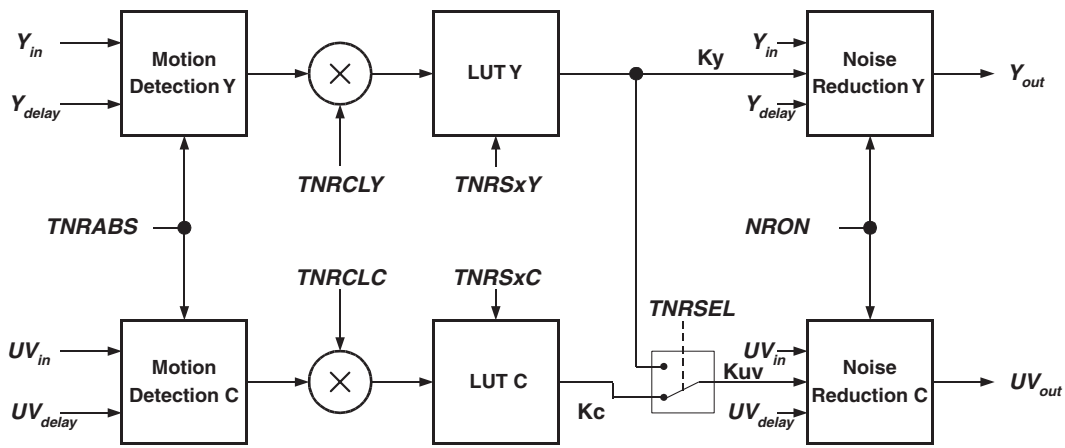 Y_in
Y_delay
Motion
Detection Y
×
LUT Y
Ky
Y_in
Y_delay
Noise
Reduction Y
Y_out
TNRCLY
TNRSxY
TNRABS
NRON
TNRCLC
TNRSxC
TNRSEL
UV_in
UV_delay
Motion
Detection C
×
LUT C
Kc
Kuv
UV_in
UV_delay
Noise
Reduction C
UV_out